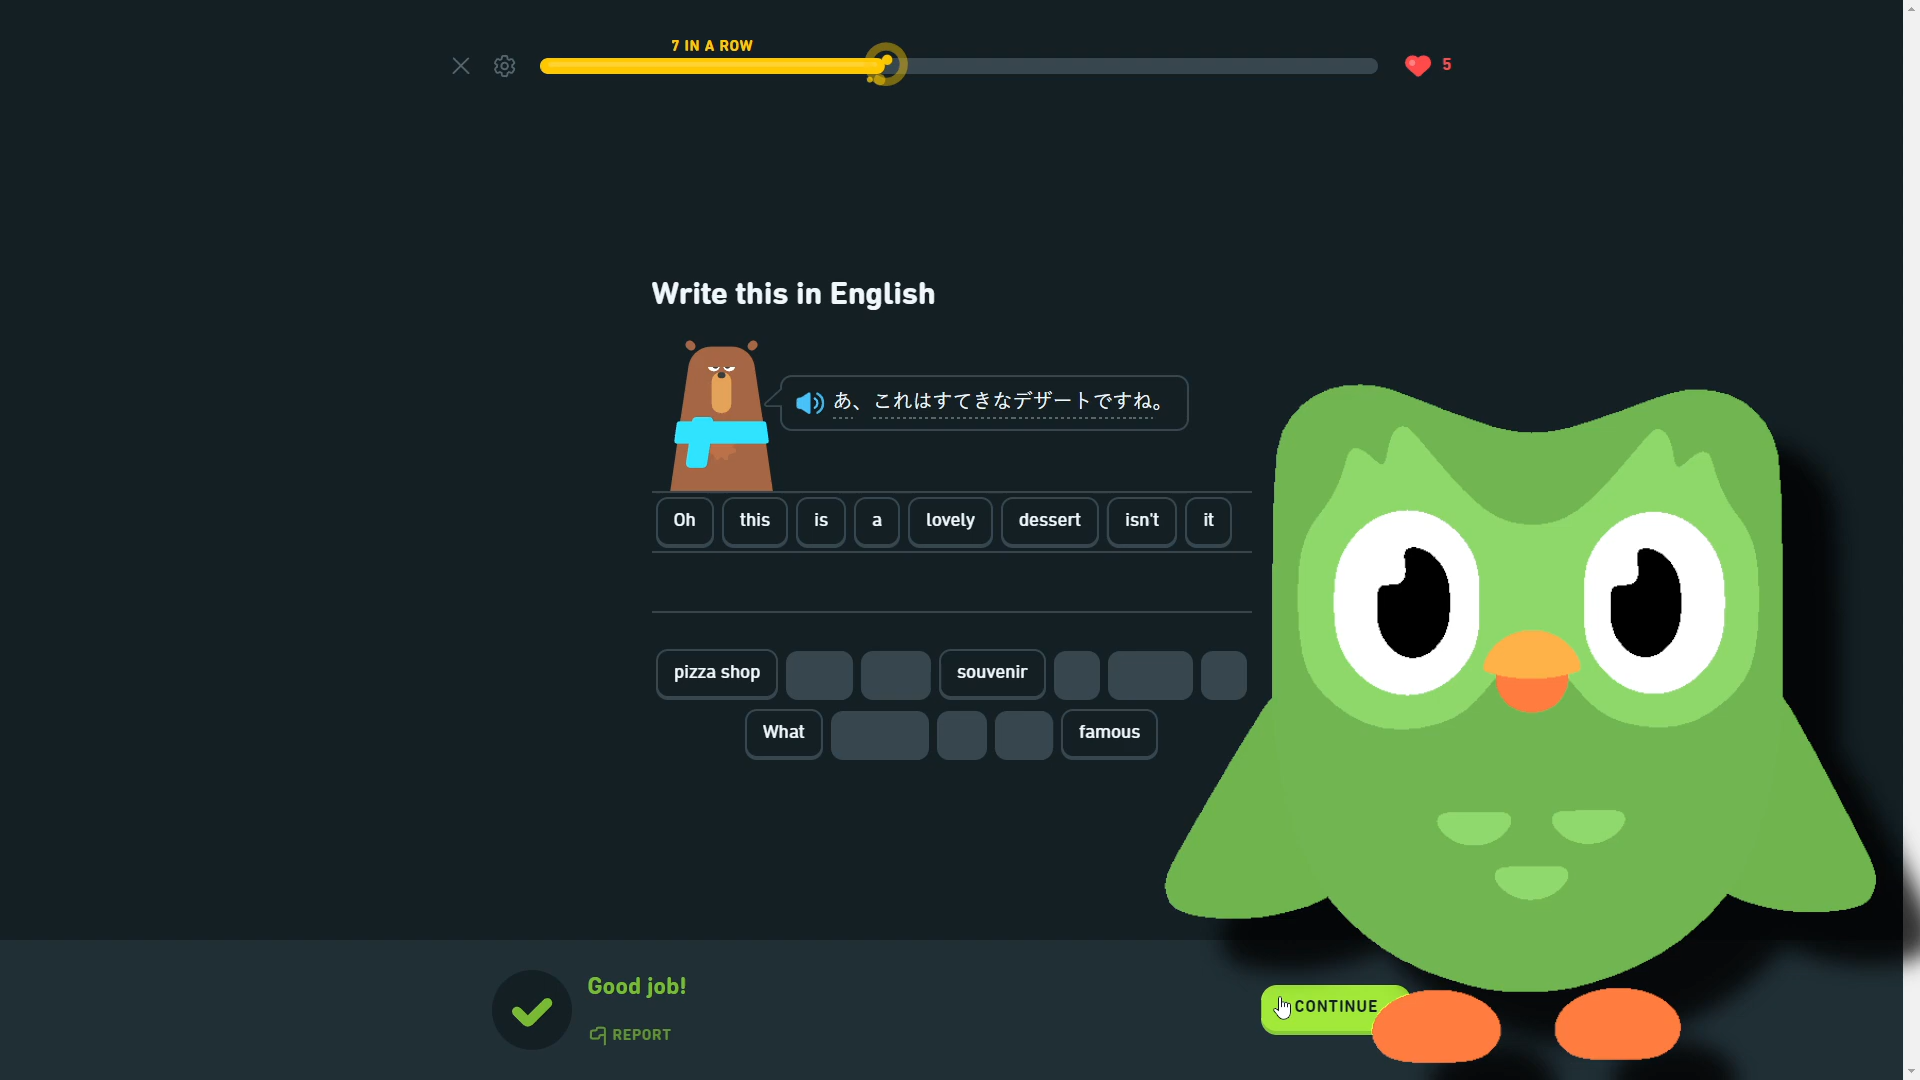 7 IN A ROW
5
Write this in English
あ、これはすてきなデザートですね。
Oh this is a lovely dessert isn't it
pizza shop souvenir
What famous
Good job!
REPORT
CONTINUE